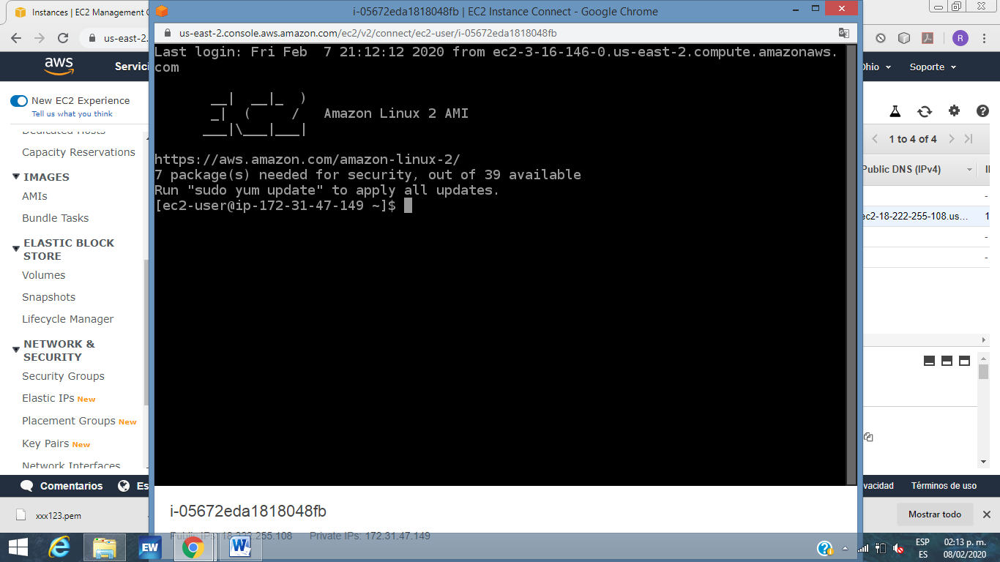 Instances | EC2 Management C
i-05672eda1818048fb | EC2 Instance Connect - Google Chrome
us-east-2.
us-east-2.console.aws.amazon.com/ec2/v2/connect/ec2-user/i-05672eda1818048fb
R
aws
Servici
Ohio
Soporte
New EC2 Experience
Tell us what you think
Dedicated Hosts
Capacity Reservations
IMAGES
AMIs
Bundle Tasks
ELASTIC BLOCK
STORE
Volumes
Snapshots
Lifecycle Manager
NETWORK &
SECURITY
Security Groups
Elastic IPs New
Placement Groups New
Key Pairs New
Network Interfaces
Last login: Fri Feb  7 21:12:12 2020 from ec2-3-16-146-0.us-east-2.compute.amazonaws.
com
       __|  __|_  )
       _|  (     /   Amazon Linux 2 AMI
      ___|\___|___|
https://aws.amazon.com/amazon-linux-2/
7 package(s) needed for security, out of 39 available
Run "sudo yum update" to apply all updates.
[ec2-user@ip-172-31-47-149 ~]$
1 to 4 of 4
Public DNS (IPv4)
-
ec2-18-222-255-108.us... 1
-
-
i-05672eda1818048fb
Public IPs: 18.222.255.108 Private IPs: 172.31.47.149
Comentarios
Es
vacidad
Términos de uso
xxx123.pem
Mostrar todo
EW
W
ESP
ES
02:13 p. m.
08/02/2020